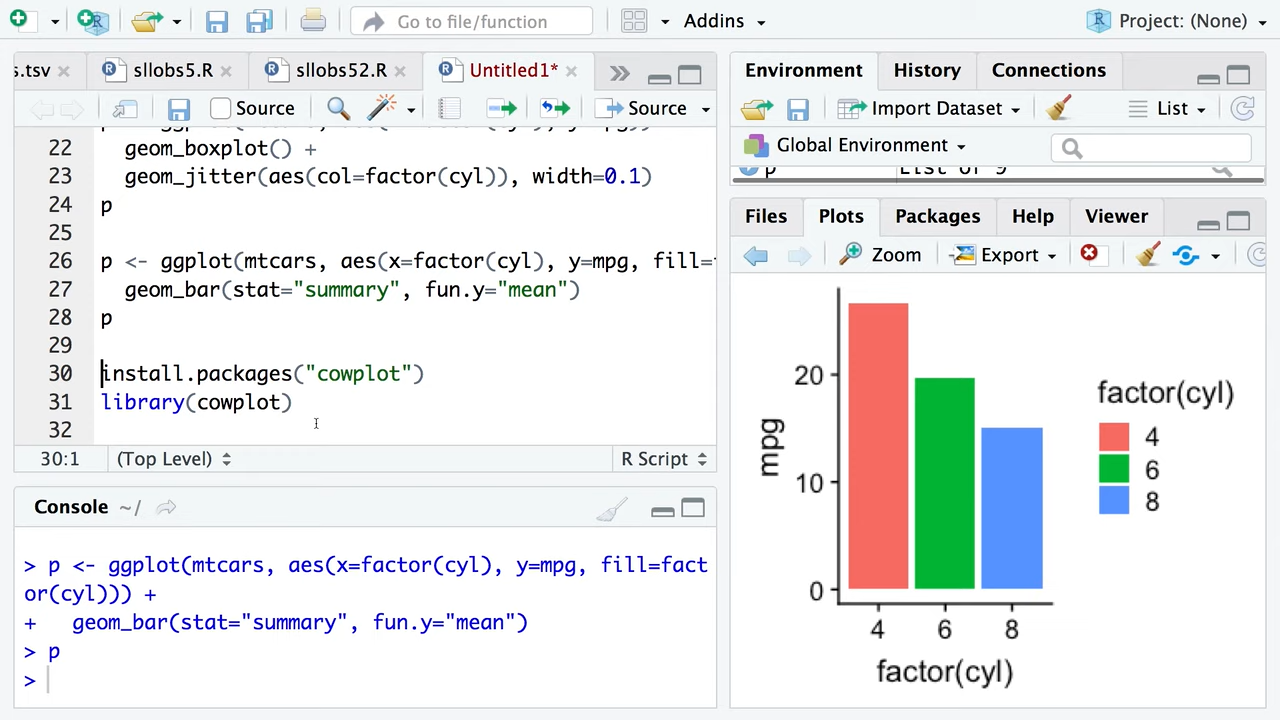 Go to file/function
Addins
Project: (None)
s.tsv
sllobs5.R
sllobs52.R
Untitled1*
Source
Source
22 geom_boxplot() +
23 geom_jitter(aes(col=factor(cyl)), width=0.1)
24 p
25
26 p <- ggplot(mtcars, aes(x=factor(cyl), y=mpg, fill=
27 geom_bar(stat="summary", fun.y="mean")
28 p
29
30 install.packages("cowplot")
31 library(cowplot)
32
30:1 (Top Level) R Script
Console ~/
> p <- ggplot(mtcars, aes(x=factor(cyl), y=mpg, fill=fact
or(cyl))) +
+ geom_bar(stat="summary", fun.y="mean")
> p
>
Environment History Connections
Import Dataset List
Global Environment
p List of 9
Files Plots Packages Help Viewer
Zoom Export
mpg
20
10
0
4 6 8
factor(cyl)
factor(cyl)
4
6
8